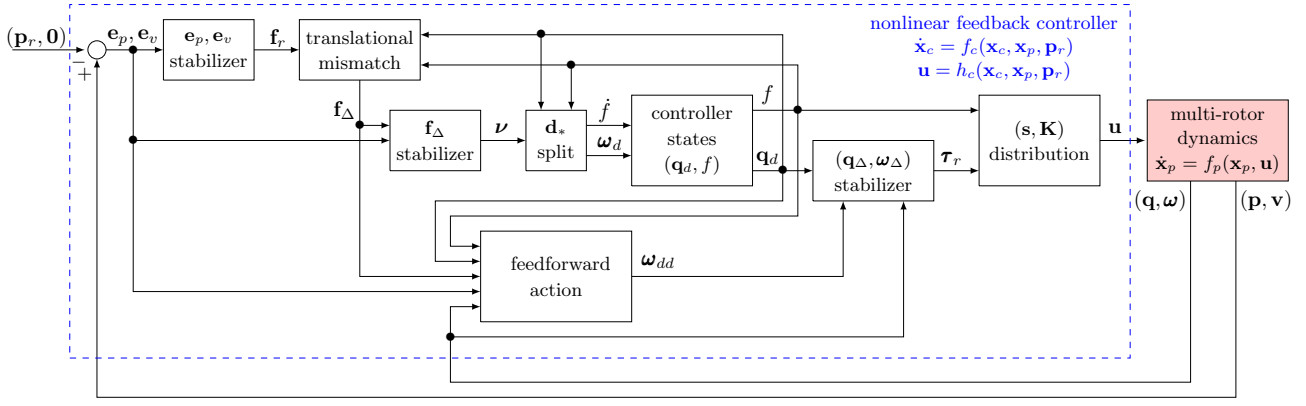 nonlinear feedback controller
ẋ_c = f_c(x_c, x_p, p_r)
u = h_c(x_c, x_p, p_r)
(p_r, 0)
−
+
e_p, e_v
e_p, e_v
stabilizer
f_r
translational
mismatch
f_Δ
f_Δ
stabilizer
ν
d_*
split
ḟ
ω_d
controller
states
(q_d, f)
f
q_d
(q_Δ, ω_Δ)
stabilizer
τ_r
(s, K)
distribution
u
multi-rotor
dynamics
ẋ_p = f_p(x_p, u)
(q, ω)
(p, v)
feedforward
action
ω_dd